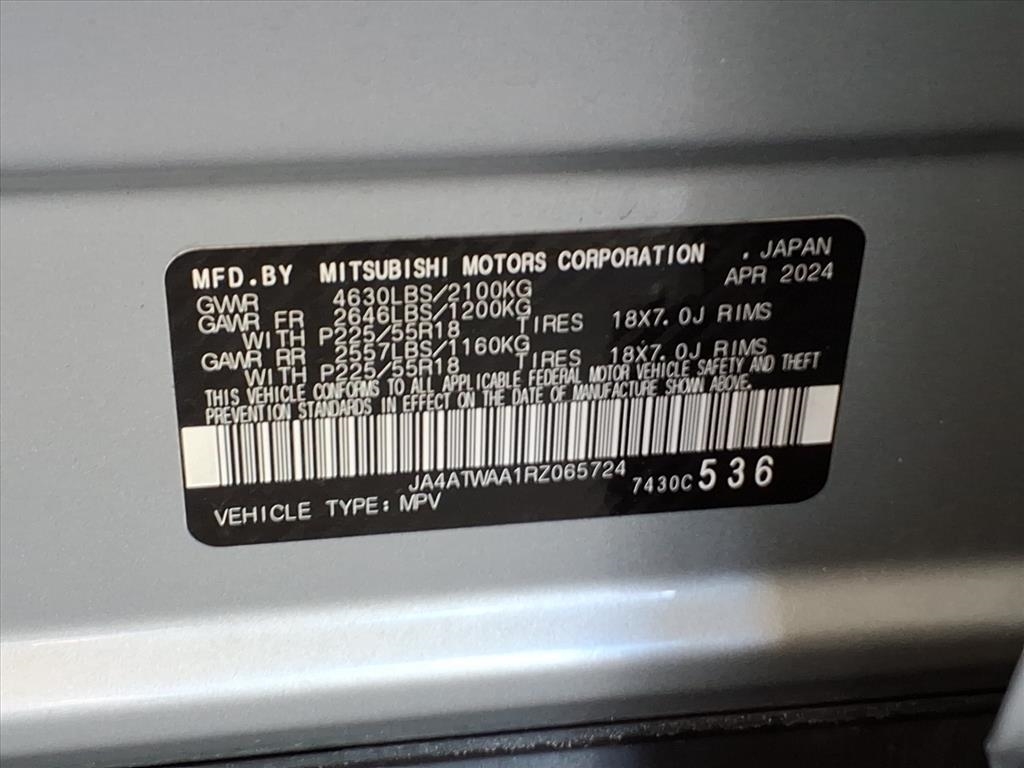 MFD.BY MITSUBISHI MOTORS CORPORATION . JAPAN
APR 2024
GVWR 4630LBS/2100KG
GAWR FR 2646LBS/1200KG
WITH P225/55R18 TIRES 18X7.0J RIMS
GAWR RR 2557LBS/1160KG
WITH P225/55R18 TIRES 18X7.0J RIMS
THIS VEHICLE CONFORMS TO ALL APPLICABLE FEDERAL MOTOR VEHICLE SAFETY AND THEFT
PREVENTION STANDARDS IN EFFECT ON THE DATE OF MANUFACTURE SHOWN ABOVE.
JA4ATWAA1RZ065724
7430C 536
VEHICLE TYPE: MPV